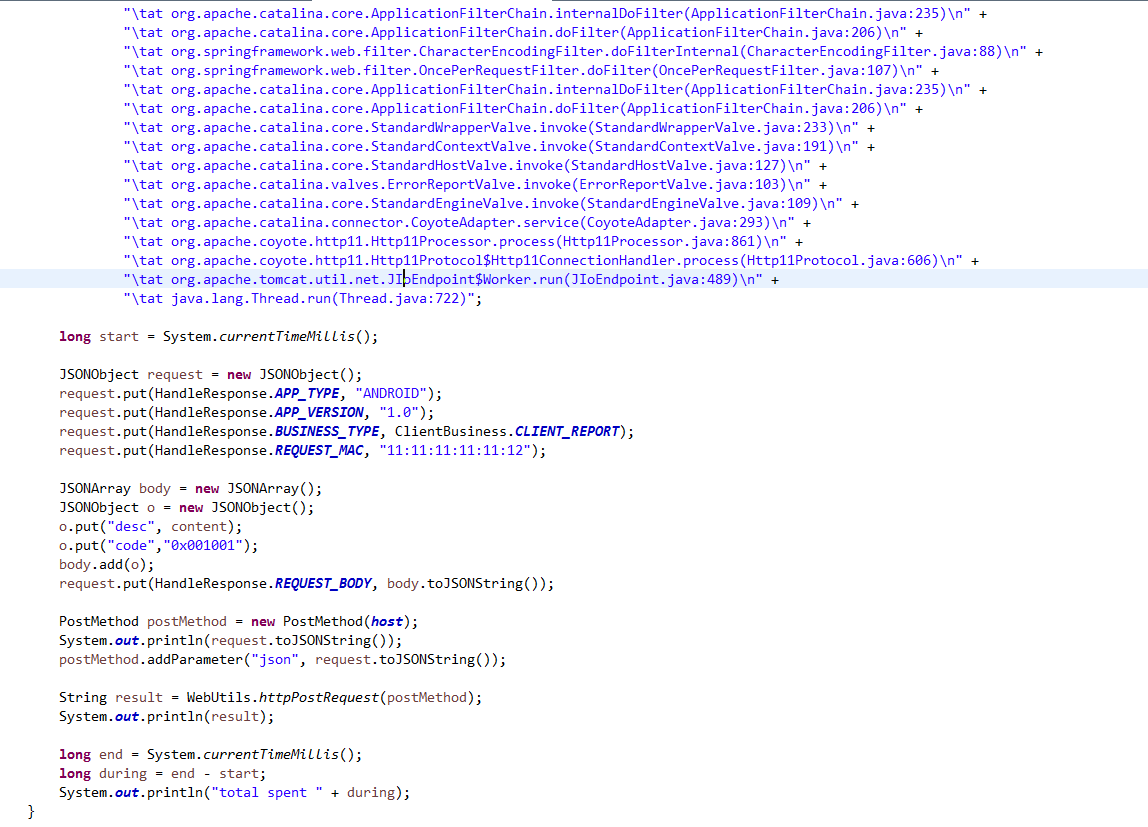 "\tat org.apache.catalina.core.ApplicationFilterChain.internalDoFilter(ApplicationFilterChain.java:235)\n" +
"\tat org.apache.catalina.core.ApplicationFilterChain.doFilter(ApplicationFilterChain.java:206)\n" +
"\tat org.springframework.web.filter.CharacterEncodingFilter.doFilterInternal(CharacterEncodingFilter.java:88)\n" +
"\tat org.springframework.web.filter.OncePerRequestFilter.doFilter(OncePerRequestFilter.java:107)\n" +
"\tat org.apache.catalina.core.ApplicationFilterChain.internalDoFilter(ApplicationFilterChain.java:235)\n" +
"\tat org.apache.catalina.core.ApplicationFilterChain.doFilter(ApplicationFilterChain.java:206)\n" +
"\tat org.apache.catalina.core.StandardWrapperValve.invoke(StandardWrapperValve.java:233)\n" +
"\tat org.apache.catalina.core.StandardContextValve.invoke(StandardContextValve.java:191)\n" +
"\tat org.apache.catalina.core.StandardHostValve.invoke(StandardHostValve.java:127)\n" +
"\tat org.apache.catalina.valves.ErrorReportValve.invoke(ErrorReportValve.java:103)\n" +
"\tat org.apache.catalina.core.StandardEngineValve.invoke(StandardEngineValve.java:109)\n" +
"\tat org.apache.catalina.connector.CoyoteAdapter.service(CoyoteAdapter.java:293)\n" +
"\tat org.apache.coyote.http11.Http11Processor.process(Http11Processor.java:861)\n" +
"\tat org.apache.coyote.http11.Http11Protocol$Http11ConnectionHandler.process(Http11Protocol.java:606)\n" +
"\tat org.apache.tomcat.util.net.JIoEndpoint$Worker.run(JIoEndpoint.java:489)\n" +
"\tat java.lang.Thread.run(Thread.java:722)";
long start = System.currentTimeMillis();
JSONObject request = new JSONObject();
request.put(HandleResponse.APP_TYPE, "ANDROID");
request.put(HandleResponse.APP_VERSION, "1.0");
request.put(HandleResponse.BUSINESS_TYPE, ClientBusiness.CLIENT_REPORT);
request.put(HandleResponse.REQUEST_MAC, "11:11:11:11:11:12");
JSONArray body = new JSONArray();
JSONObject o = new JSONObject();
o.put("desc", content);
o.put("code","0x001001");
body.add(o);
request.put(HandleResponse.REQUEST_BODY, body.toJSONString());
PostMethod postMethod = new PostMethod(host);
System.out.println(request.toJSONString());
postMethod.addParameter("json", request.toJSONString());
String result = WebUtils.httpPostRequest(postMethod);
System.out.println(result);
long end = System.currentTimeMillis();
long during = end - start;
System.out.println("total spent " + during);
}